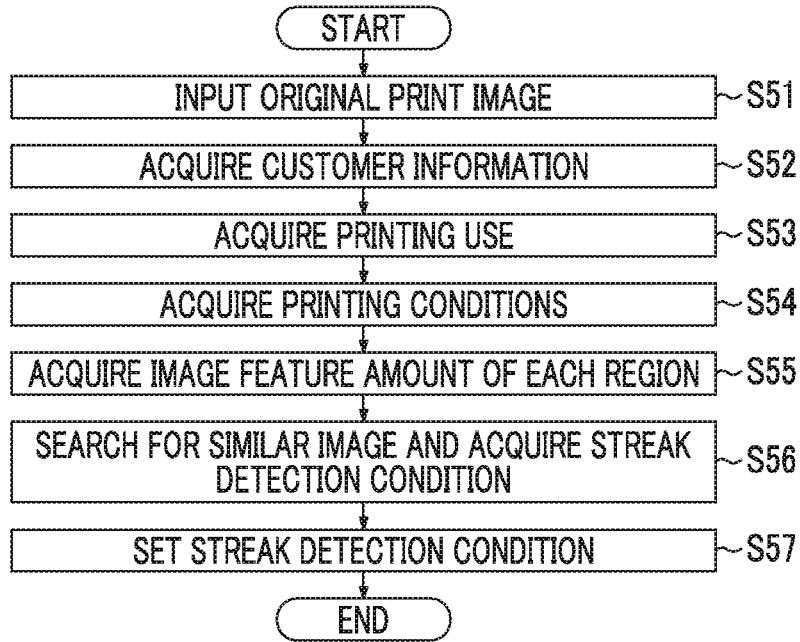 START
INPUT ORIGINAL PRINT IMAGE S51
ACQUIRE CUSTOMER INFORMATION S52
ACQUIRE PRINTING USE S53
ACQUIRE PRINTING CONDITIONS S54
ACQUIRE IMAGE FEATURE AMOUNT OF EACH REGION S55
SEARCH FOR SIMILAR IMAGE AND ACQUIRE STREAK
DETECTION CONDITION S56
SET STREAK DETECTION CONDITION S57
END